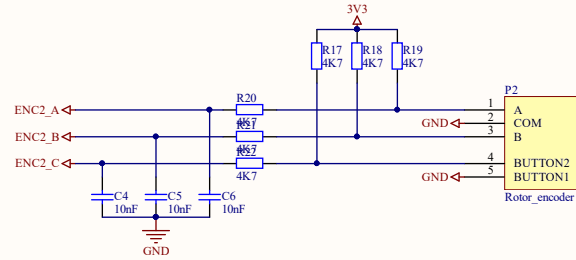 3V3
R17
4K7
R18
4K7
R19
4K7
P2
ENC2_A
R20
4K7
1
A
GND
2
COM
ENC2_B
R21
4K7
3
B
ENC2_C
R22
4K7
4
BUTTON2
GND
5
BUTTON1
Rotor_encoder
C4
10nF
C5
10nF
C6
10nF
GND